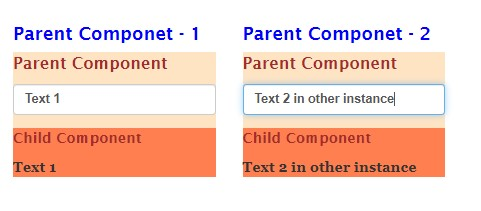 Parent Componet - 1
Parent Component
Text 1
Child Component
Text 1
Parent Componet - 2
Parent Component
Text 2 in other instance
Child Component
Text 2 in other instance